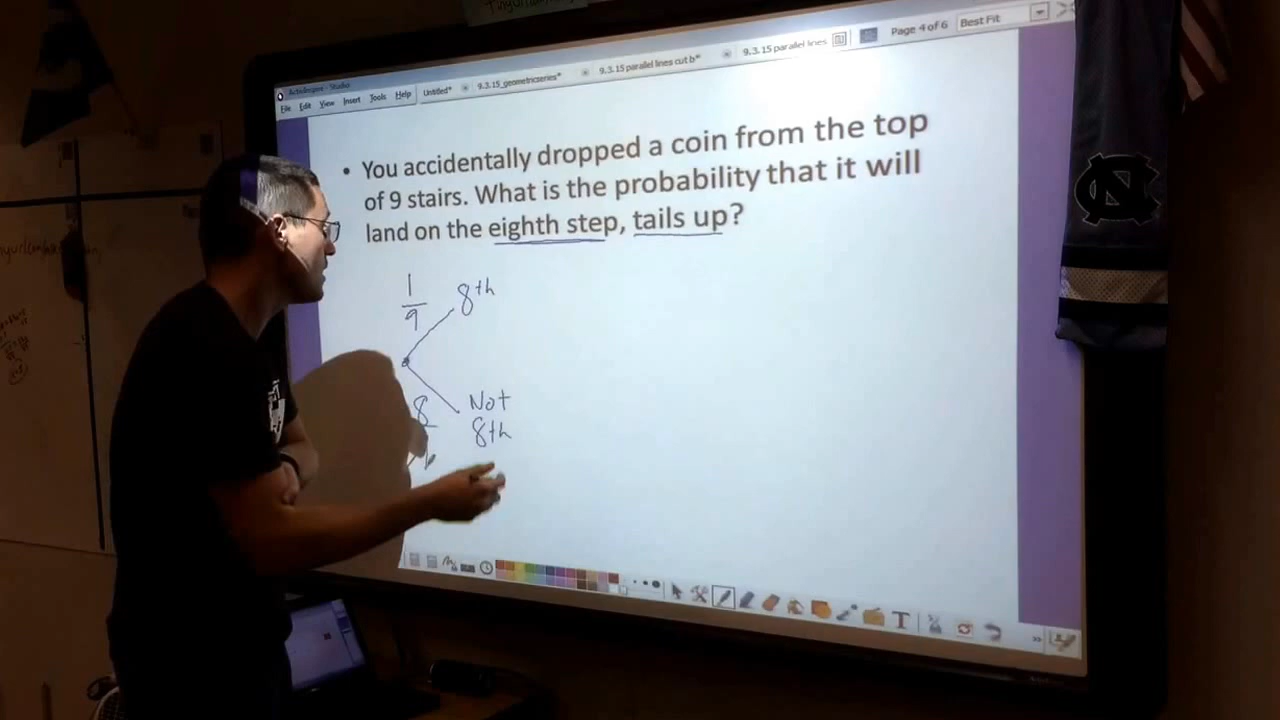 ActivInspire - Studio
File Edit View Insert Tools Help Untitled* 9.3.15_geometricseries* 9.3.15 parallel lines cut b* 9.3.15 parallel lines Page 4 of 6 Best Fit
• You accidentally dropped a coin from the top
of 9 stairs. What is the probability that it will
land on the eighth step, tails up?
1
9
8th
8
Not
8th
T
NC